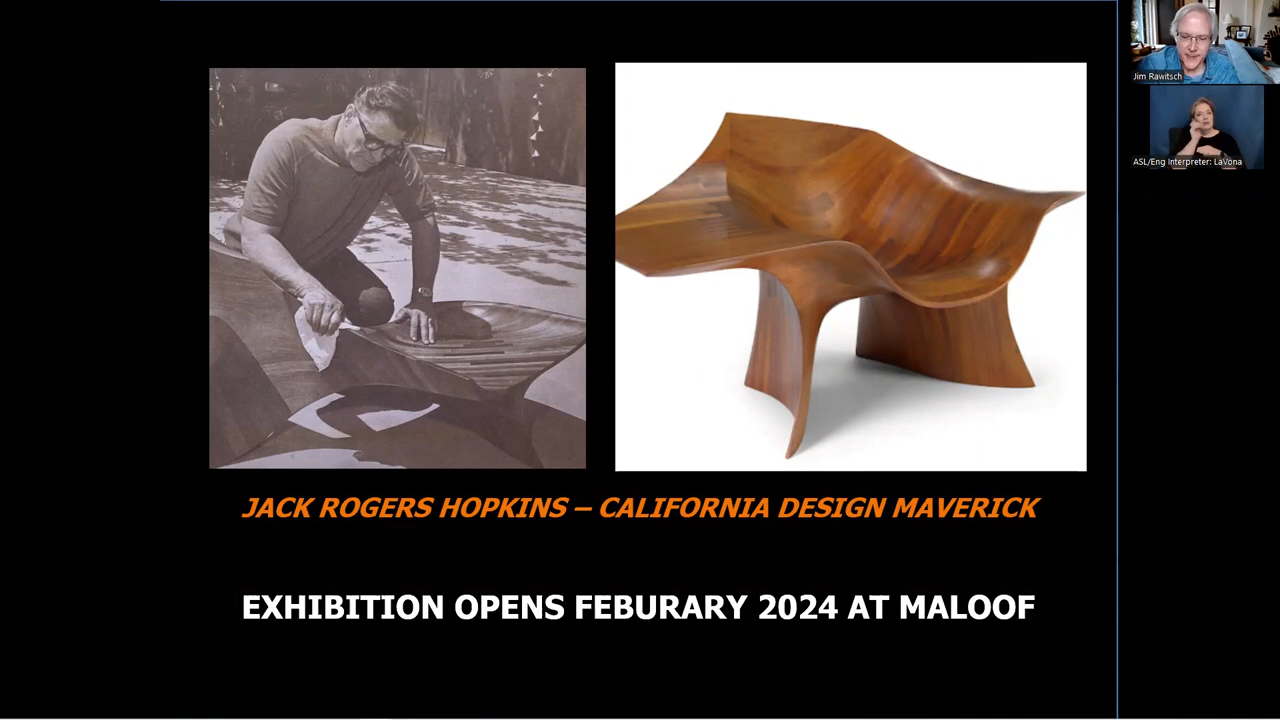 Jim Rawitsch
ASL/Eng Interpreter: LaVona
JACK ROGERS HOPKINS – CALIFORNIA DESIGN MAVERICK
EXHIBITION OPENS FEBURARY 2024 AT MALOOF